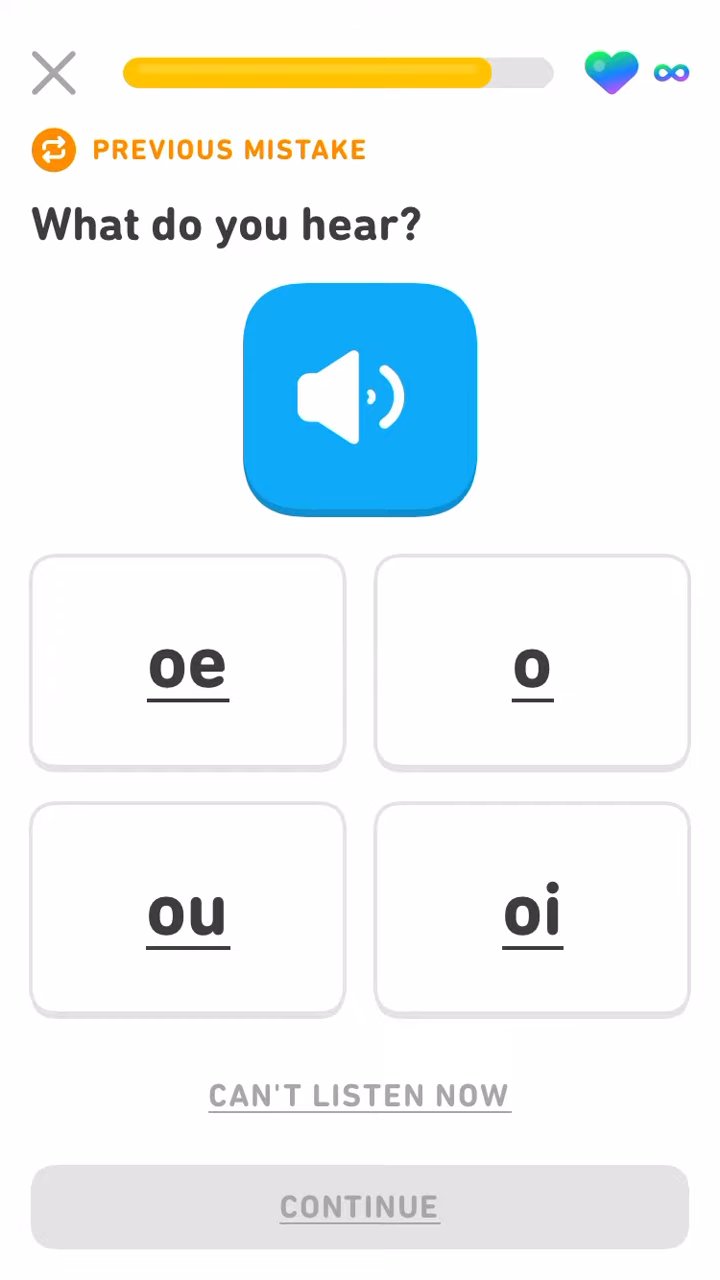 PREVIOUS MISTAKE
What do you hear?
oe
o
ou
oi
CAN'T LISTEN NOW
CONTINUE